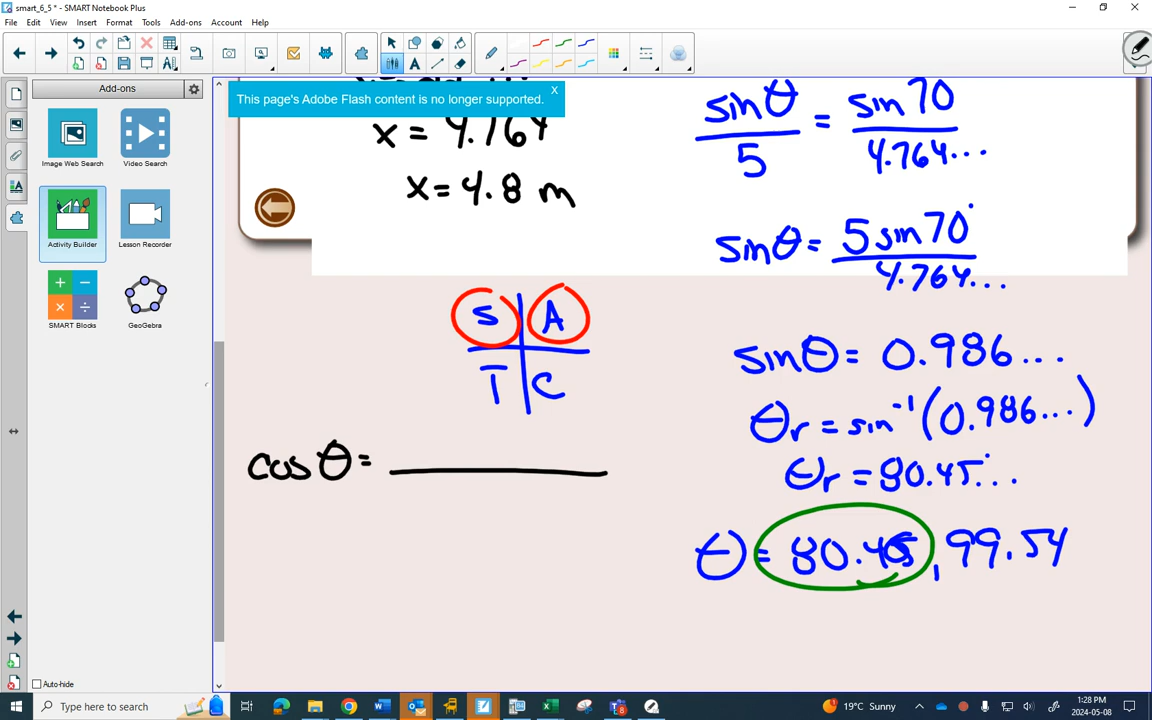 smart_6_5 * - SMART Notebook Plus
File Edit View Insert Format Tools Add-ons Account Help
Add-ons
Image Web Search Video Search
Activity Builder Lesson Recorder
SMART Blocks GeoGebra
Auto-hide
This page's Adobe Flash content is no longer supported. X
x = 4.764
x = 4.8 m
S A
T C
cos θ =
sinθ/5 = sin70/4.764...
sinθ = 5 sin70°/4.764...
sinθ = 0.986...
θr = sin⁻¹(0.986...)
θr = 80.45°...
θ = 80.45, 99.54
Type here to search
19°C Sunny
1:28 PM
2024-05-08